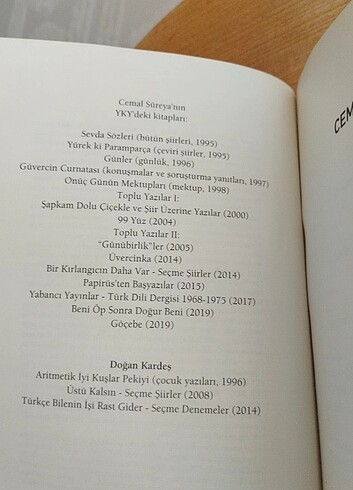 Cemal Süreya'nın
YKY'deki kitapları:
Sevda Sözleri (bütün şiirleri, 1995)
Yürek ki Paramparça (çeviri şiirler, 1995)
Günler (günlük, 1996)
Güvercin Curnatası (konuşmalar ve soruşturma yanıtları, 1997)
Onüç Günün Mektupları (mektup, 1998)
Toplu Yazılar I:
Şapkam Dolu Çiçekle ve Şiir Üzerine Yazılar (2000)
99 Yüz (2004)
Toplu Yazılar II:
"Günübirlik"ler (2005)
Üvercinka (2014)
Bir Kırlangıcın Daha Var - Seçme Şiirler (2014)
Papirüs'ten Başyazılar (2015)
Yabancı Yayınlar - Türk Dili Dergisi 1968-1975 (2017)
Beni Öp Sonra Doğur Beni (2019)
Göçebe (2019)
Doğan Kardeş
Aritmetik İyi Kuşlar Pekiyi (çocuk yazıları, 1996)
Üstü Kalsın - Seçme Şiirler (2008)
Türkçe Bilenin İşi Rast Gider - Seçme Denemeler (2014)
CEM